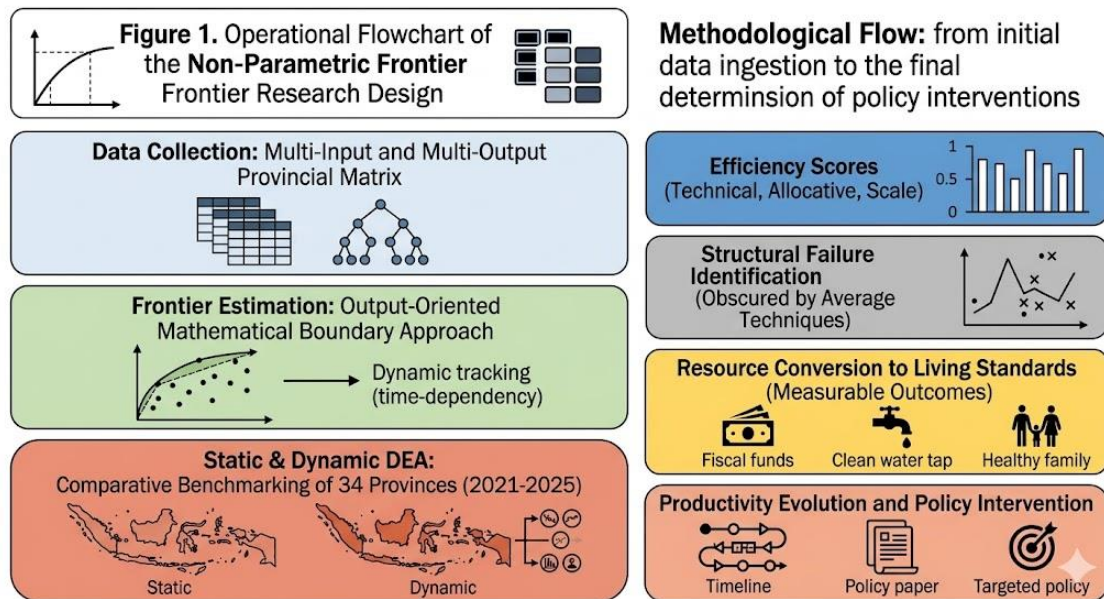 Figure 1. Operational Flowchart of
the Non-Parametric Frontier
Frontier Research Design
Data Collection: Multi-Input and Multi-Output
Provincial Matrix
Frontier Estimation: Output-Oriented
Mathematical Boundary Approach
Dynamic tracking
(time-dependency)
Static & Dynamic DEA:
Comparative Benchmarking of 34 Provinces (2021-2025)
Static
Dynamic
Methodological Flow: from initial
data ingestion to the final
determinsion of policy interventions
Efficiency Scores
(Technical, Allocative, Scale)
1
0.5
0
Structural Failure
Identification
(Obscured by Average
Techniques)
Resource Conversion to Living Standards
(Measurable Outcomes)
Fiscal funds
Clean water tap
Healthy family
Productivity Evolution and Policy Intervention
Timeline
Policy paper
Targeted policy